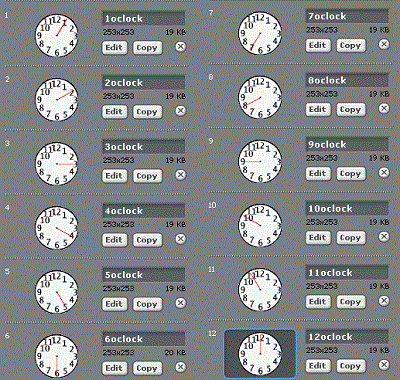 1
1oclock
253x253 19 KB
Edit Copy
2
2oclock
253x253 19 KB
Edit Copy
3
3oclock
253x253 19 KB
Edit Copy
4
4oclock
253x253 19 KB
Edit Copy
5
5oclock
253x253 19 KB
Edit Copy
6
6oclock
253x253 20 KB
Edit Copy
7
7oclock
253x253 19 KB
Edit Copy
8
8oclock
253x253 19 KB
Edit Copy
9
9oclock
253x253 19 KB
Edit Copy
10
10oclock
253x253 19 KB
Edit Copy
11
11oclock
253x253 19 KB
Edit Copy
12
12oclock
253x253 19 KB
Edit Copy